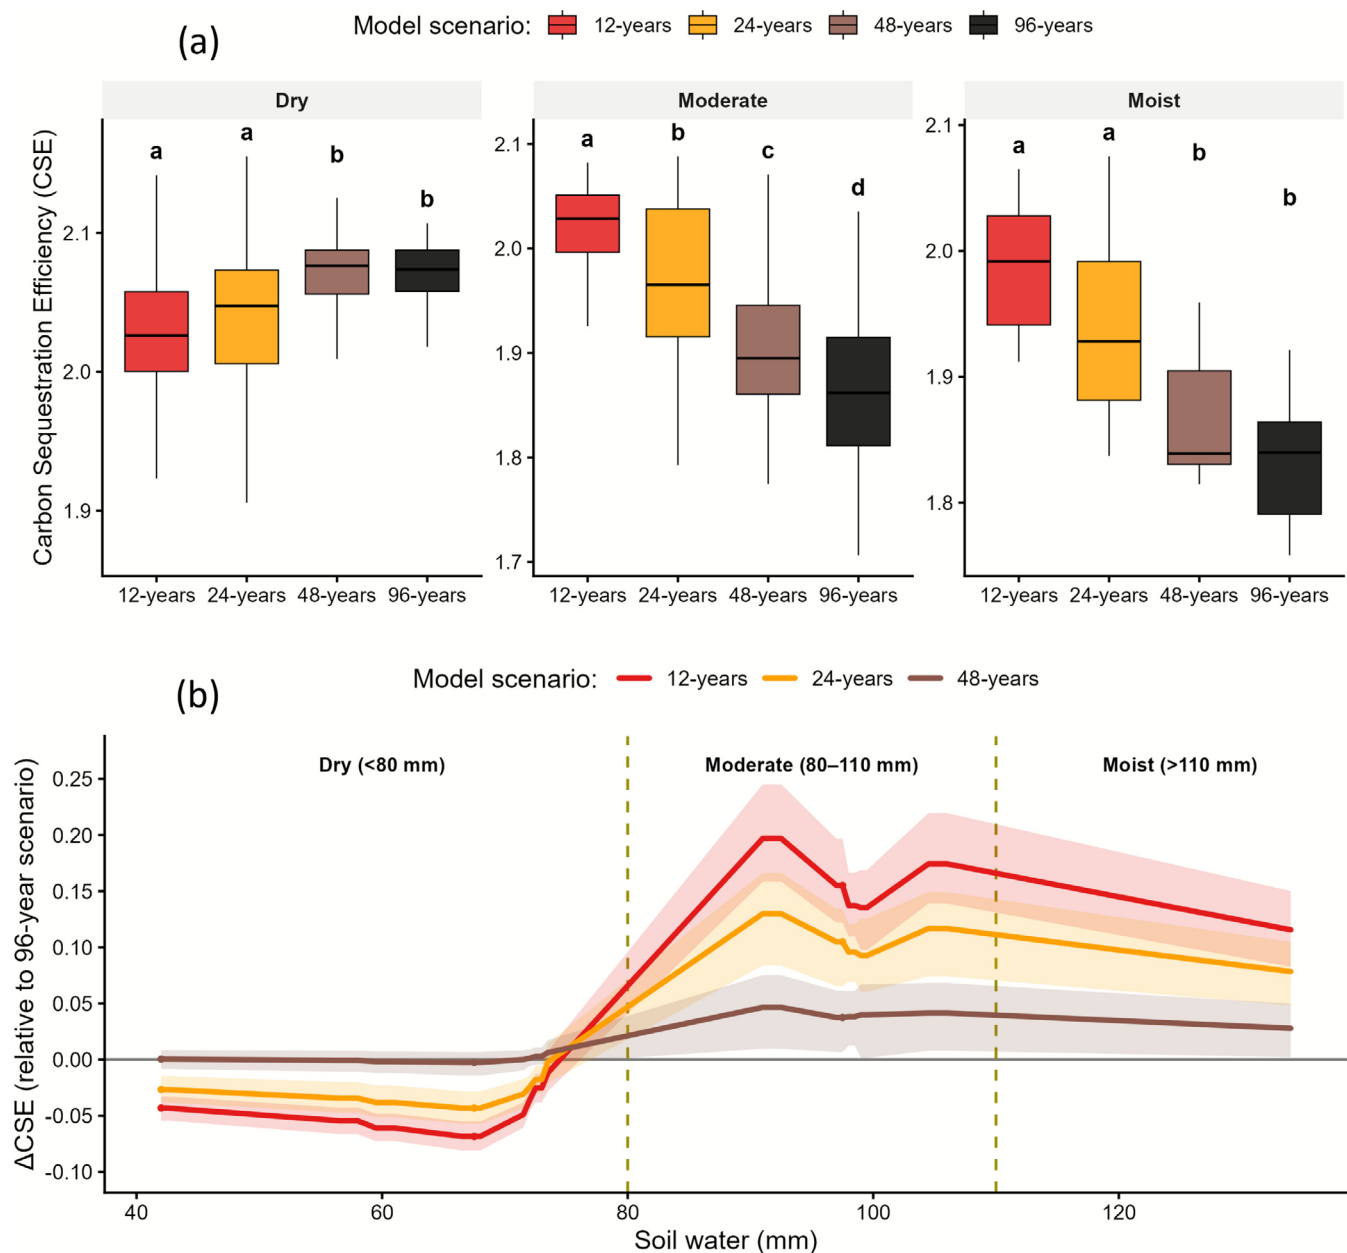 (a)
Model scenario: 12-years 24-years 48-years 96-years
Dry Moderate Moist
Carbon Sequestration Efficiency (CSE)
2.1
2.0
1.9
a a b b
12-years 24-years 48-years 96-years
2.1
2.0
1.9
1.8
1.7
a b c d
12-years 24-years 48-years 96-years
2.1
2.0
1.9
1.8
a a b b
12-years 24-years 48-years 96-years
(b)
Model scenario: 12-years 24-years 48-years
ΔCSE (relative to 96-year scenario)
Dry (<80 mm) Moderate (80–110 mm) Moist (>110 mm)
0.25
0.20
0.15
0.10
0.05
0.00
-0.05
-0.10
40 60 80 100 120
Soil water (mm)